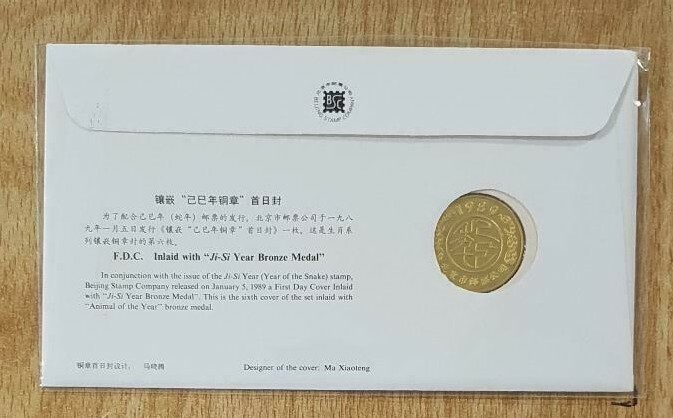 BEIJING STAMP COMPANY
镶嵌“己巳年铜章”首日封
为了配合己巳年（蛇年）邮票的发行，北京市邮票公司于一九八
九年一月五日发行《镶嵌“己巳年铜章”首日封》一枚，这是生肖系
列镶嵌铜章封的第六枚。
F.D.C. Inlaid with “Ji-Si Year Bronze Medal”
In conjunction with the issue of the Ji-Si Year (Year of the Snake) stamp,
Beijing Stamp Company released on January 5, 1989 a First Day Cover Inlaid
with “Ji-Si Year Bronze Medal”. This is the sixth cover of the set inlaid with
“Animal of the Year” bronze medal.
1989
铜章首日封设计： 马晓腾
Designer of the cover: Ma Xiaoteng